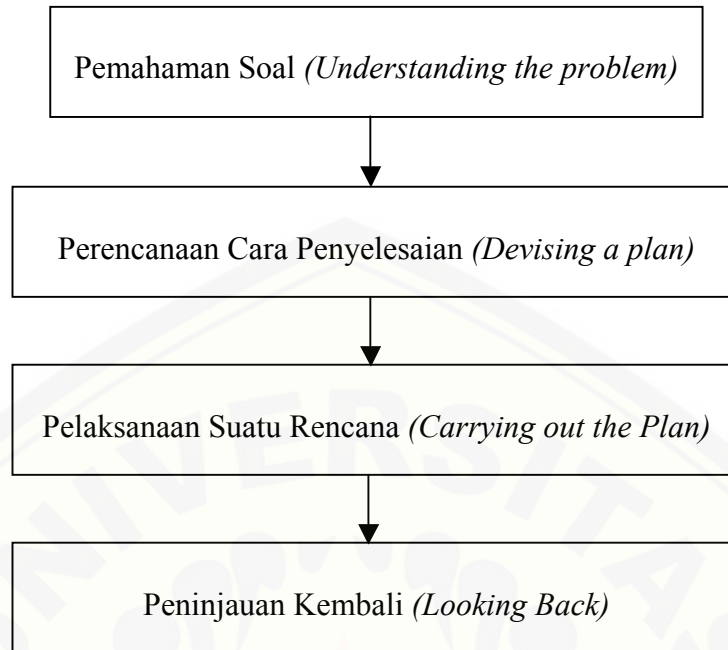 Pemahaman Soal (Understanding the problem)
Perencanaan Cara Penyelesaian (Devising a plan)
Pelaksanaan Suatu Rencana (Carrying out the Plan)
Peninjauan Kembali (Looking Back)
UNIVERSITA